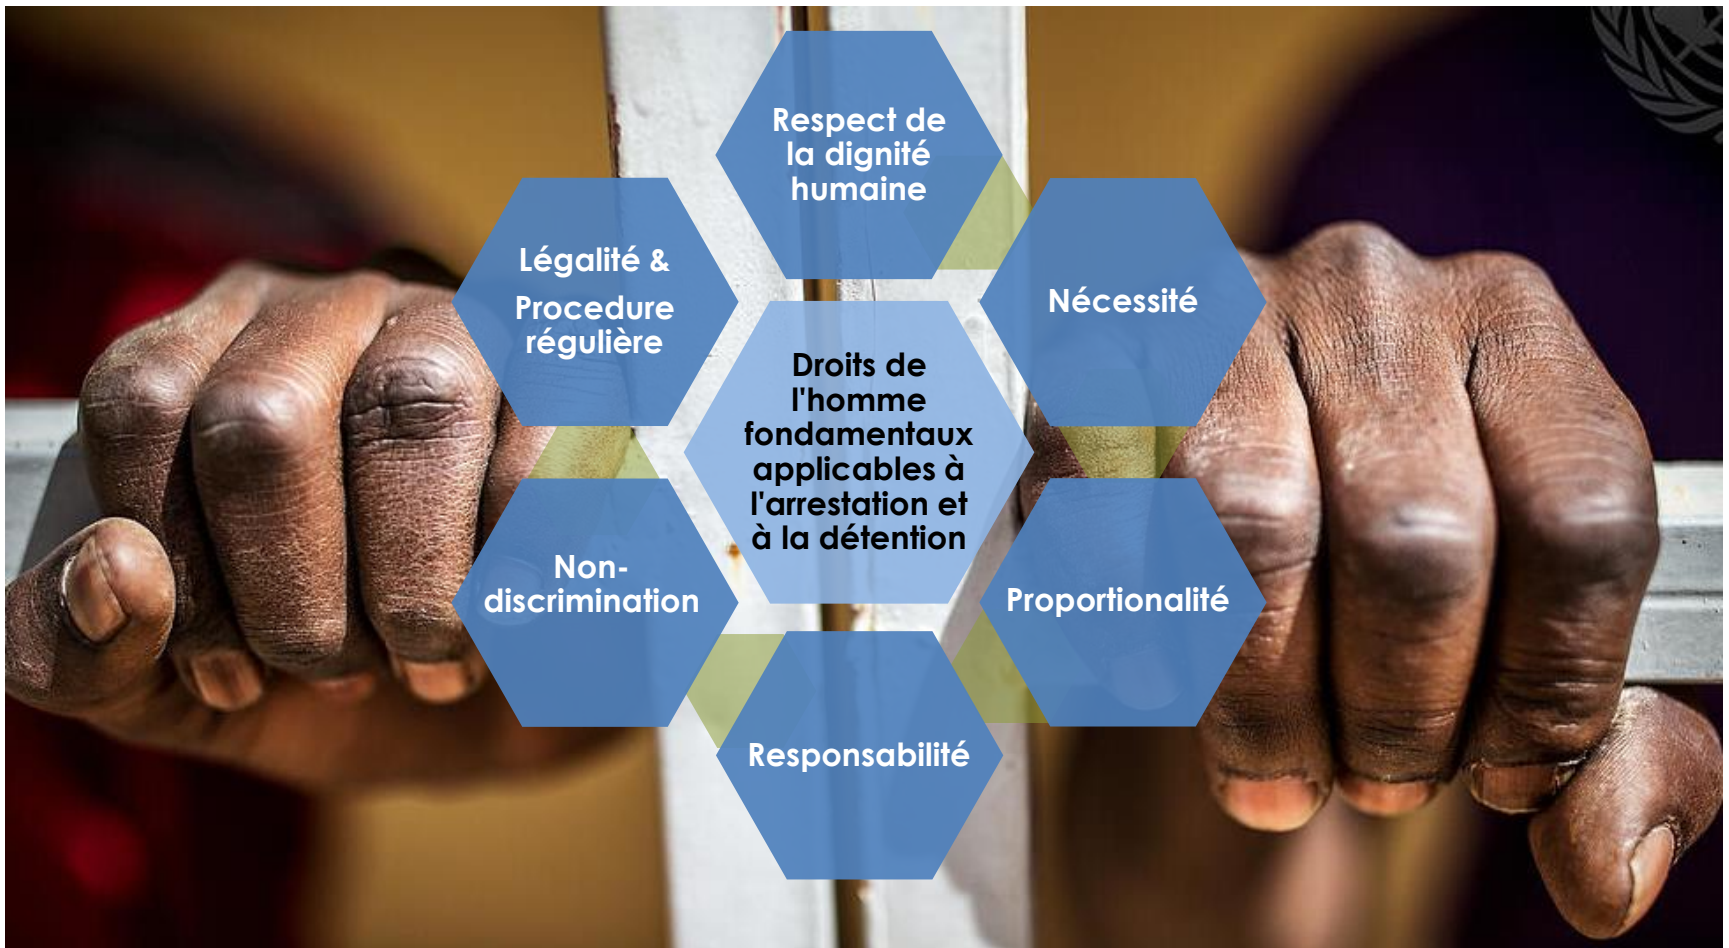 Respect de
la dignité
humaine
Légalité &
Procedure
régulière
Nécessité
Droits de
l'homme
fondamentaux
applicables à
l'arrestation et
à la détention
Non-
discrimination
Proportionalité
Responsabilité